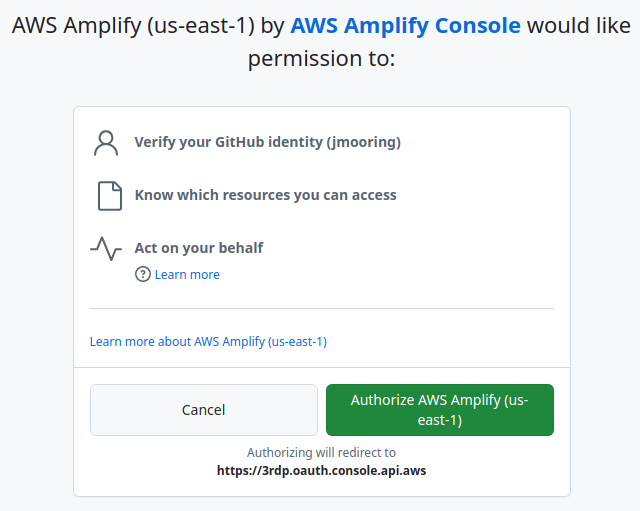 AWS Amplify (us-east-1) by AWS Amplify Console would like
permission to:
Verify your GitHub identity (jmooring)
Know which resources you can access
Act on your behalf
? Learn more
Learn more about AWS Amplify (us-east-1)
Cancel
Authorize AWS Amplify (us-
east-1)
Authorizing will redirect to
https://3rdp.oauth.console.api.aws